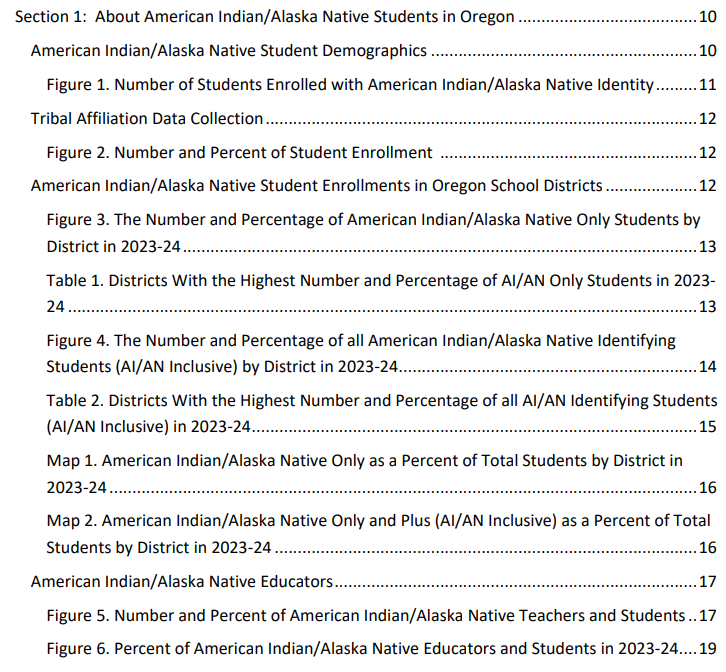 Section 1:  About American Indian/Alaska Native Students in Oregon ....................................10
American Indian/Alaska Native Student Demographics .....................................................10
Figure 1. Number of Students Enrolled with American Indian/Alaska Native Identity.........11
Tribal Affiliation Data Collection.....................................................................................12
Figure 2. Number and Percent of Student Enrollment  ...................................................12
American Indian/Alaska Native Student Enrollments in Oregon School Districts ..................12
Figure 3. The Number and Percentage of American Indian/Alaska Native Only Students by
District in 2023-24.........................................................................................................13
Table 1. Districts With the Highest Number and Percentage of AI/AN Only Students in 2023-
24 ................................................................................................................................13
Figure 4. The Number and Percentage of all American Indian/Alaska Native Identifying
Students (AI/AN Inclusive) by District in 2023-24............................................................14
Table 2. Districts With the Highest Number and Percentage of all AI/AN Identifying Students
(AI/AN Inclusive) in 2023-24...........................................................................................15
Map 1. American Indian/Alaska Native Only as a Percent of Total Students by District in
2023-24 ........................................................................................................................16
Map 2. American Indian/Alaska Native Only and Plus (AI/AN Inclusive) as a Percent of Total
Students by District in 2023-24 ......................................................................................16
American Indian/Alaska Native Educators.........................................................................17
Figure 5. Number and Percent of American Indian/Alaska Native Teachers and Students ..17
Figure 6. Percent of American Indian/Alaska Native Educators and Students in 2023-24....19